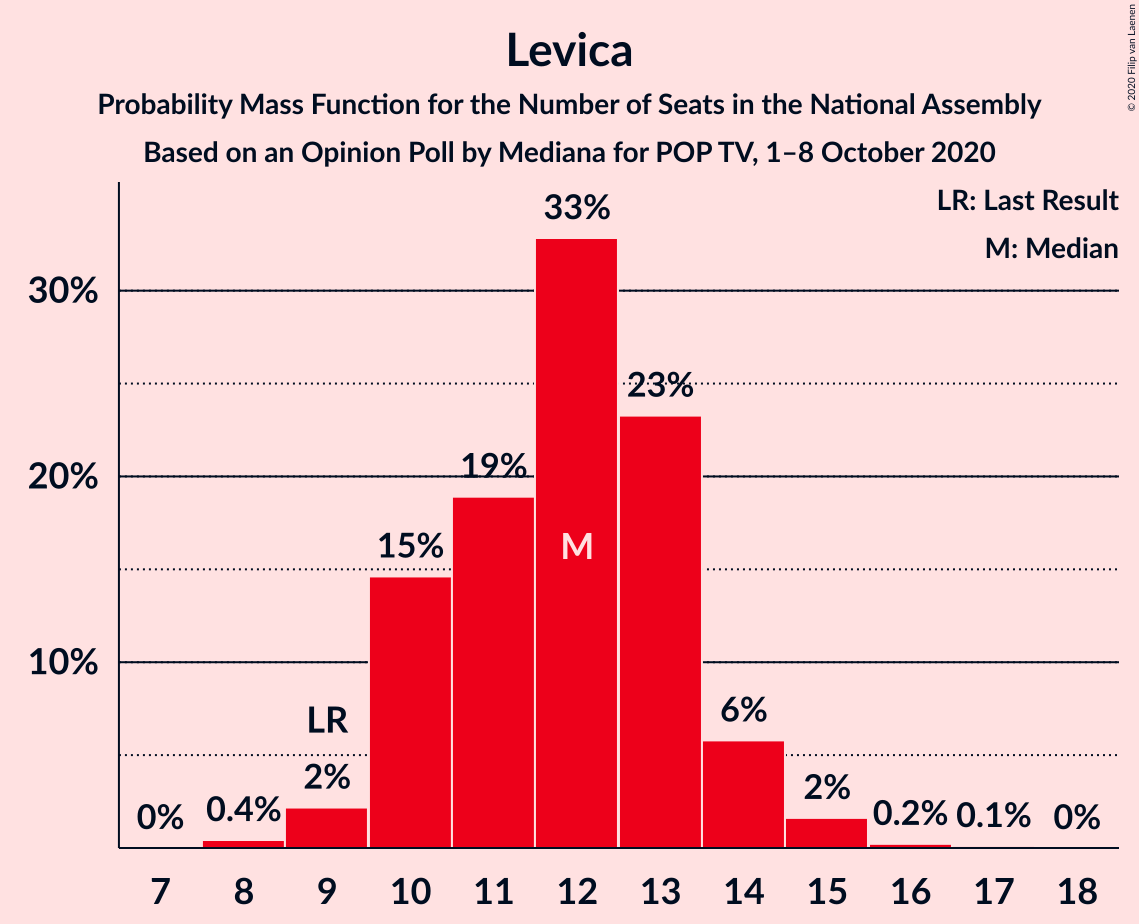 Levica
Probability Mass Function for the Number of Seats in the National Assembly
Based on an Opinion Poll by Mediana for POP TV, 1–8 October 2020
© 2020 Filip van Laenen
LR: Last Result
M: Median
33%
30%
23%
20%
19%
15%
M
10%
LR
6%
0%
0.4%
2%
2%
0.2%
0.1%
0%
7 8 9 10 11 12 13 14 15 16 17 18